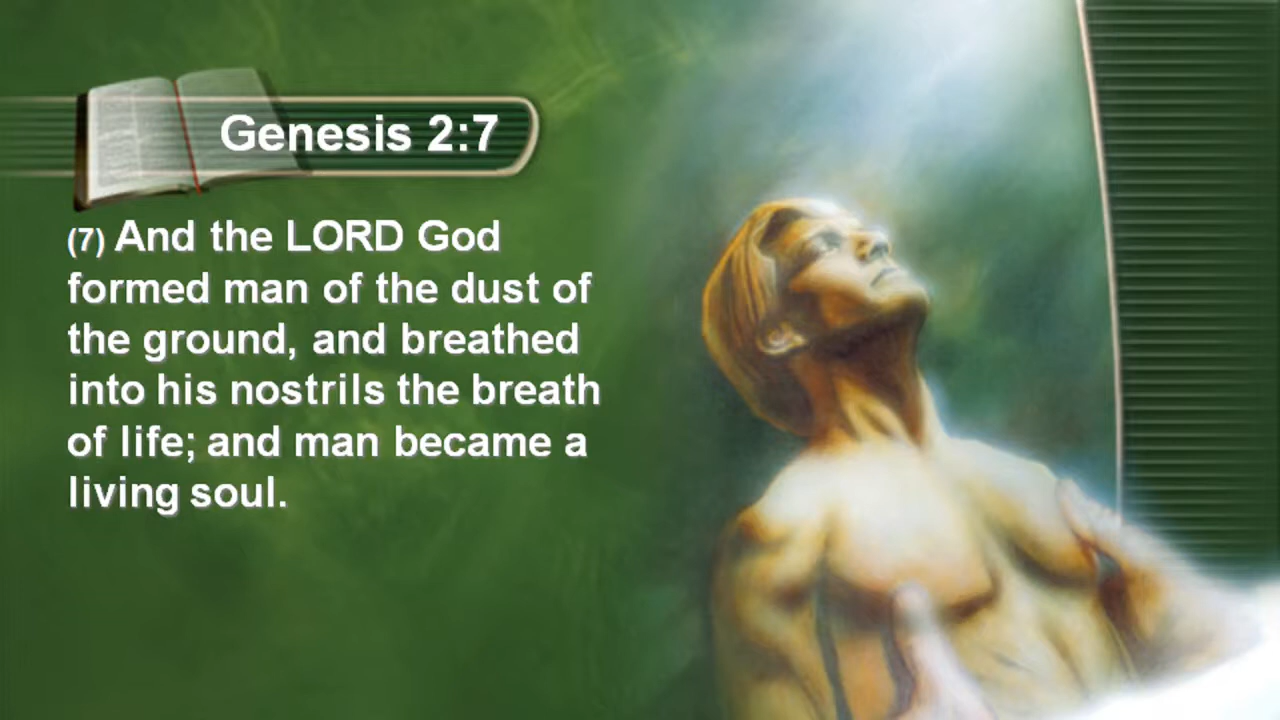 Genesis 2:7
(7) And the LORD God
formed man of the dust of
the ground, and breathed
into his nostrils the breath
of life; and man became a
living soul.